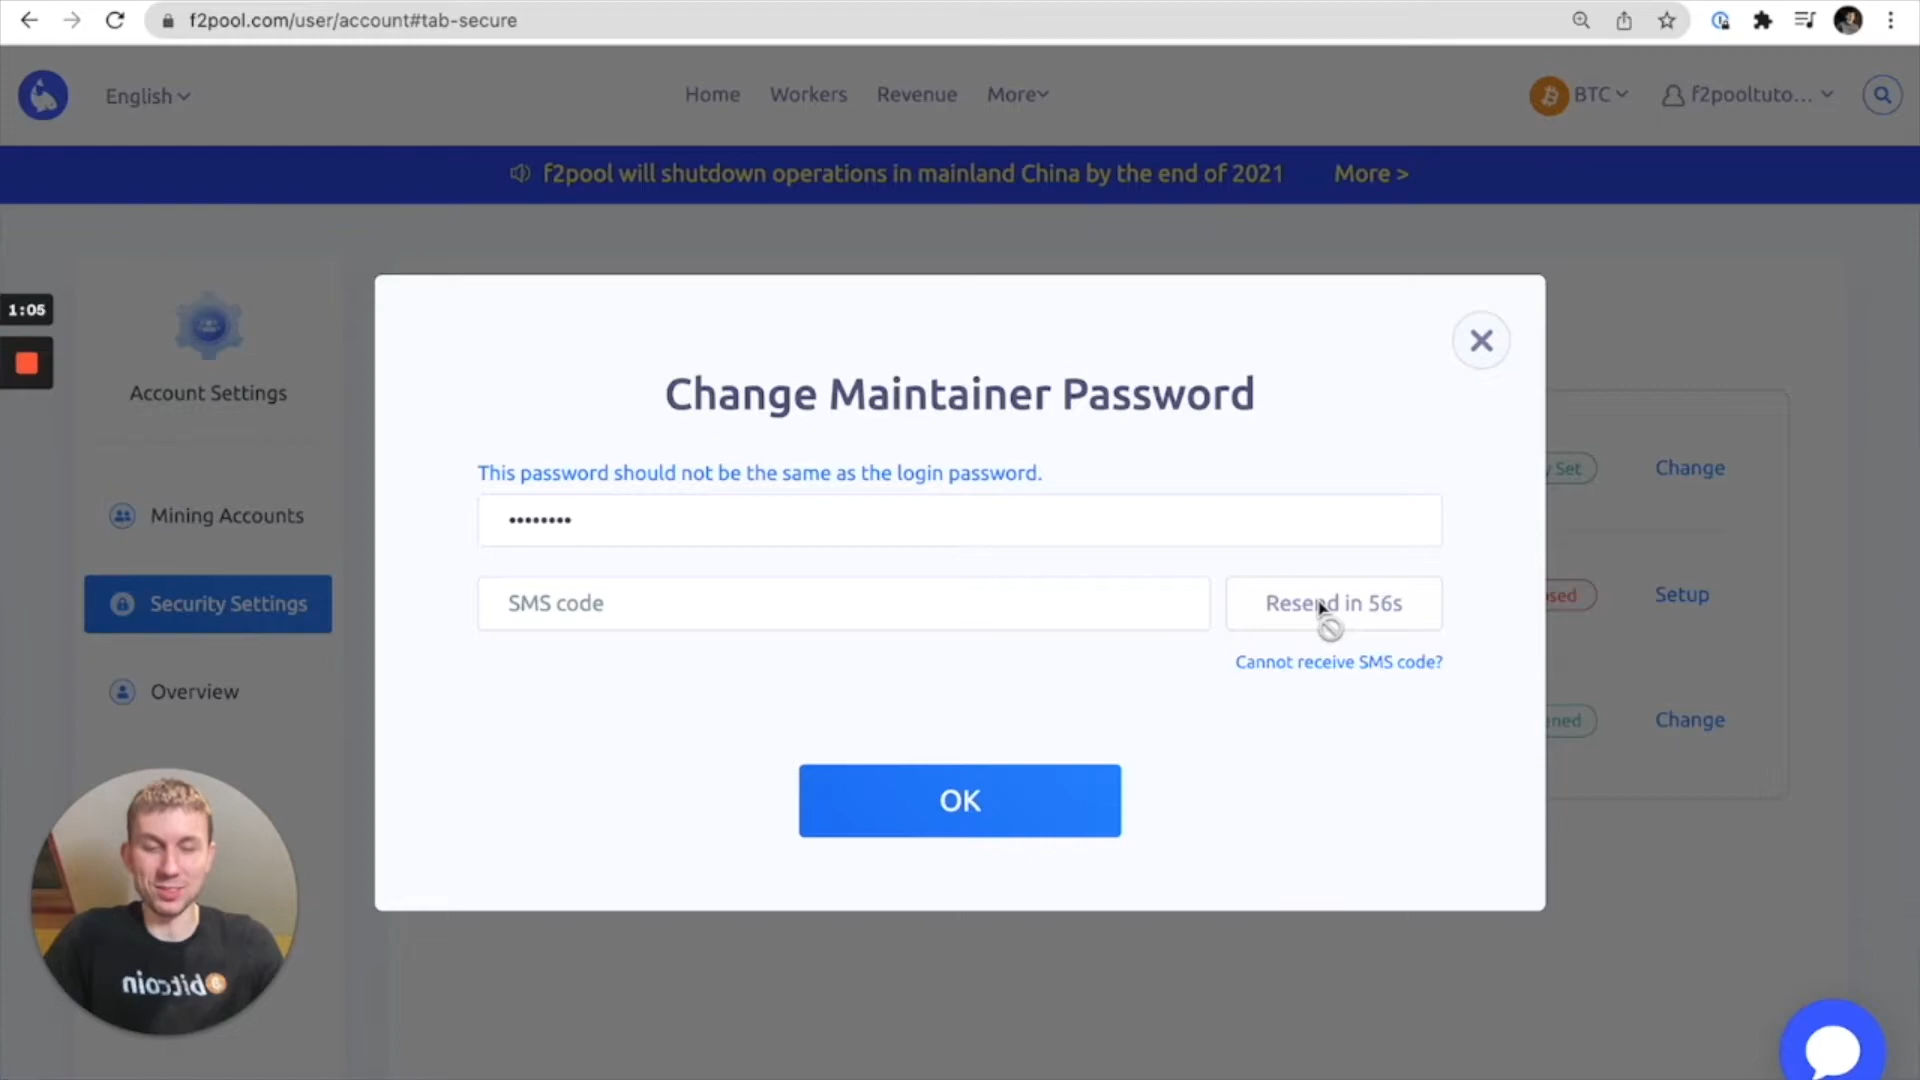 f2pool.com/user/account#tab-secure
English
Home Workers Revenue More
BTC f2pooltuto...
f2pool will shutdown operations in mainland China by the end of 2021 More >
1:05
Account Settings
Mining Accounts
Security Settings
Overview
Change Maintainer Password
This password should not be the same as the login password.
••••••••
SMS code
Resend in 56s
Cannot receive SMS code?
OK
Set Change
Setup
Change
bitcoin